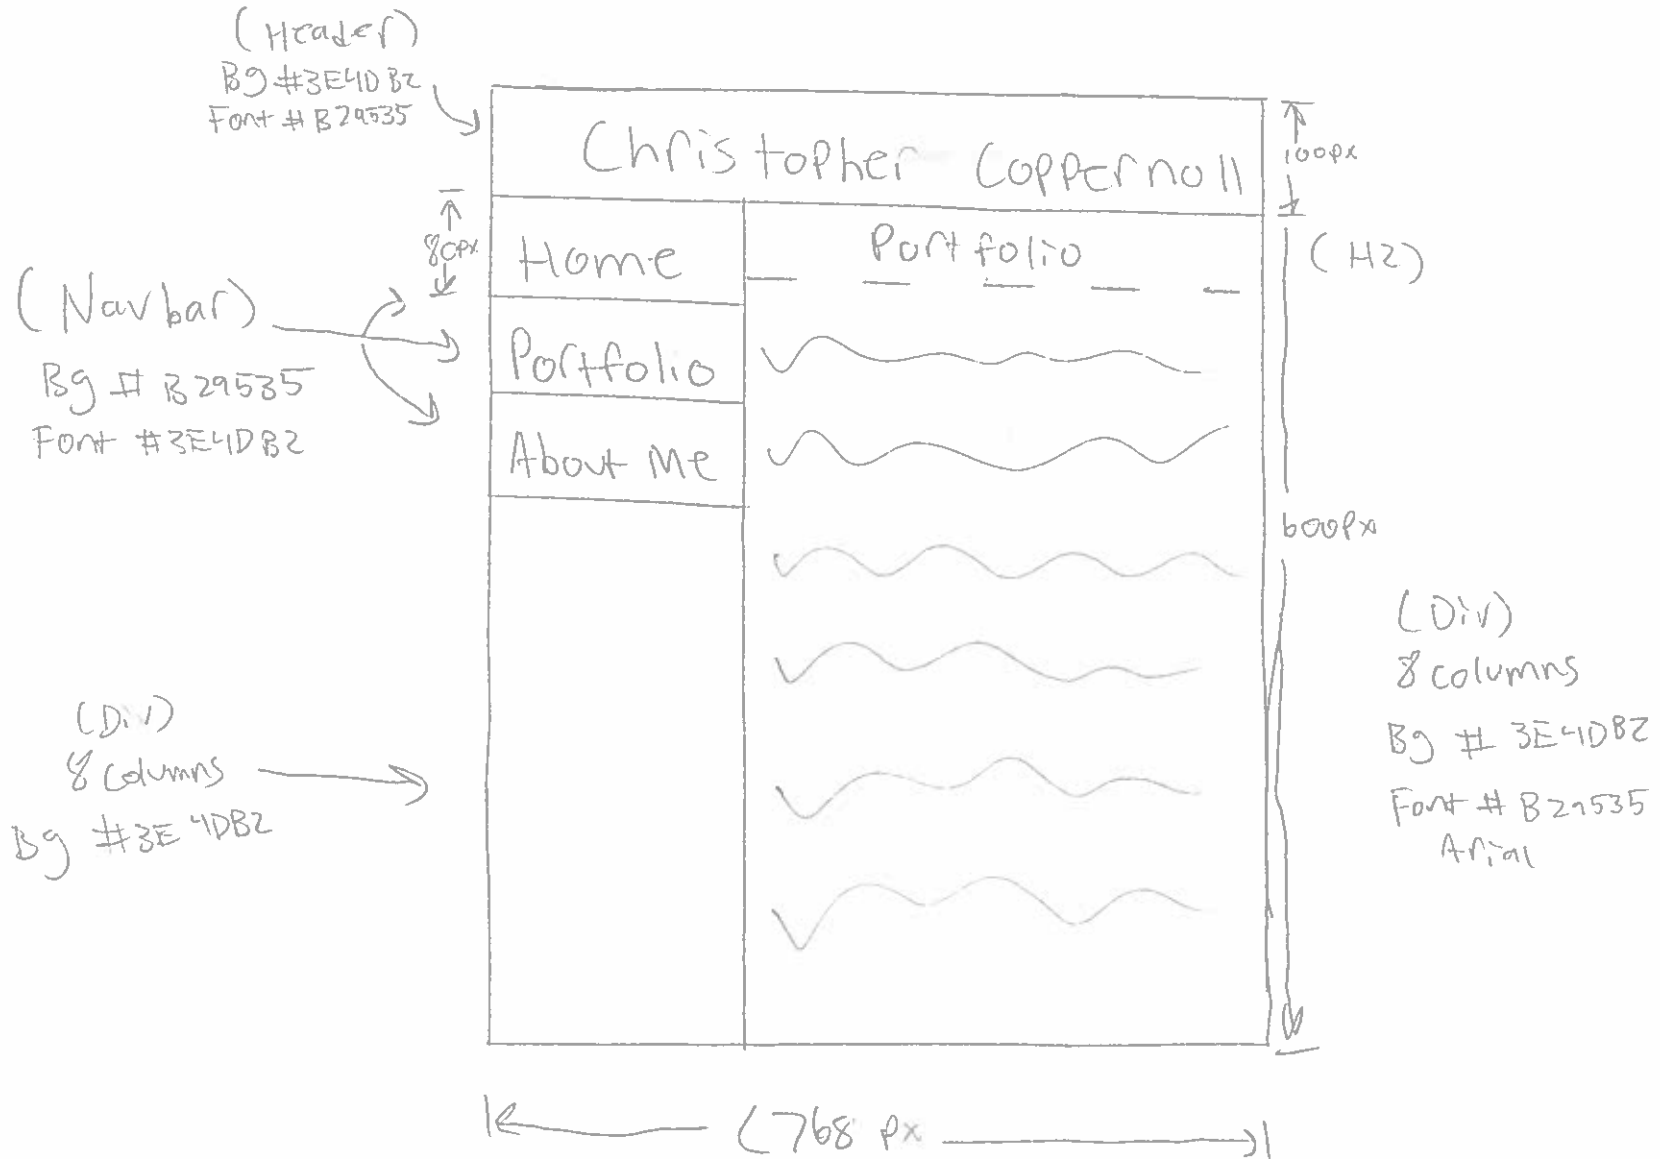 (Header)
Bg #3E4DB2
Font #B29535
Christopher Coppernoll
100px
80px
Home
Portfolio
(H2)
(Navbar)
Bg #B29535
Font #3E4DB2
Portfolio
About Me
600px
(Div)
8 columns
Bg #3E4DB2
Font #B29535
Arial
(Div)
8 columns
Bg #3E4DB2
(768 px